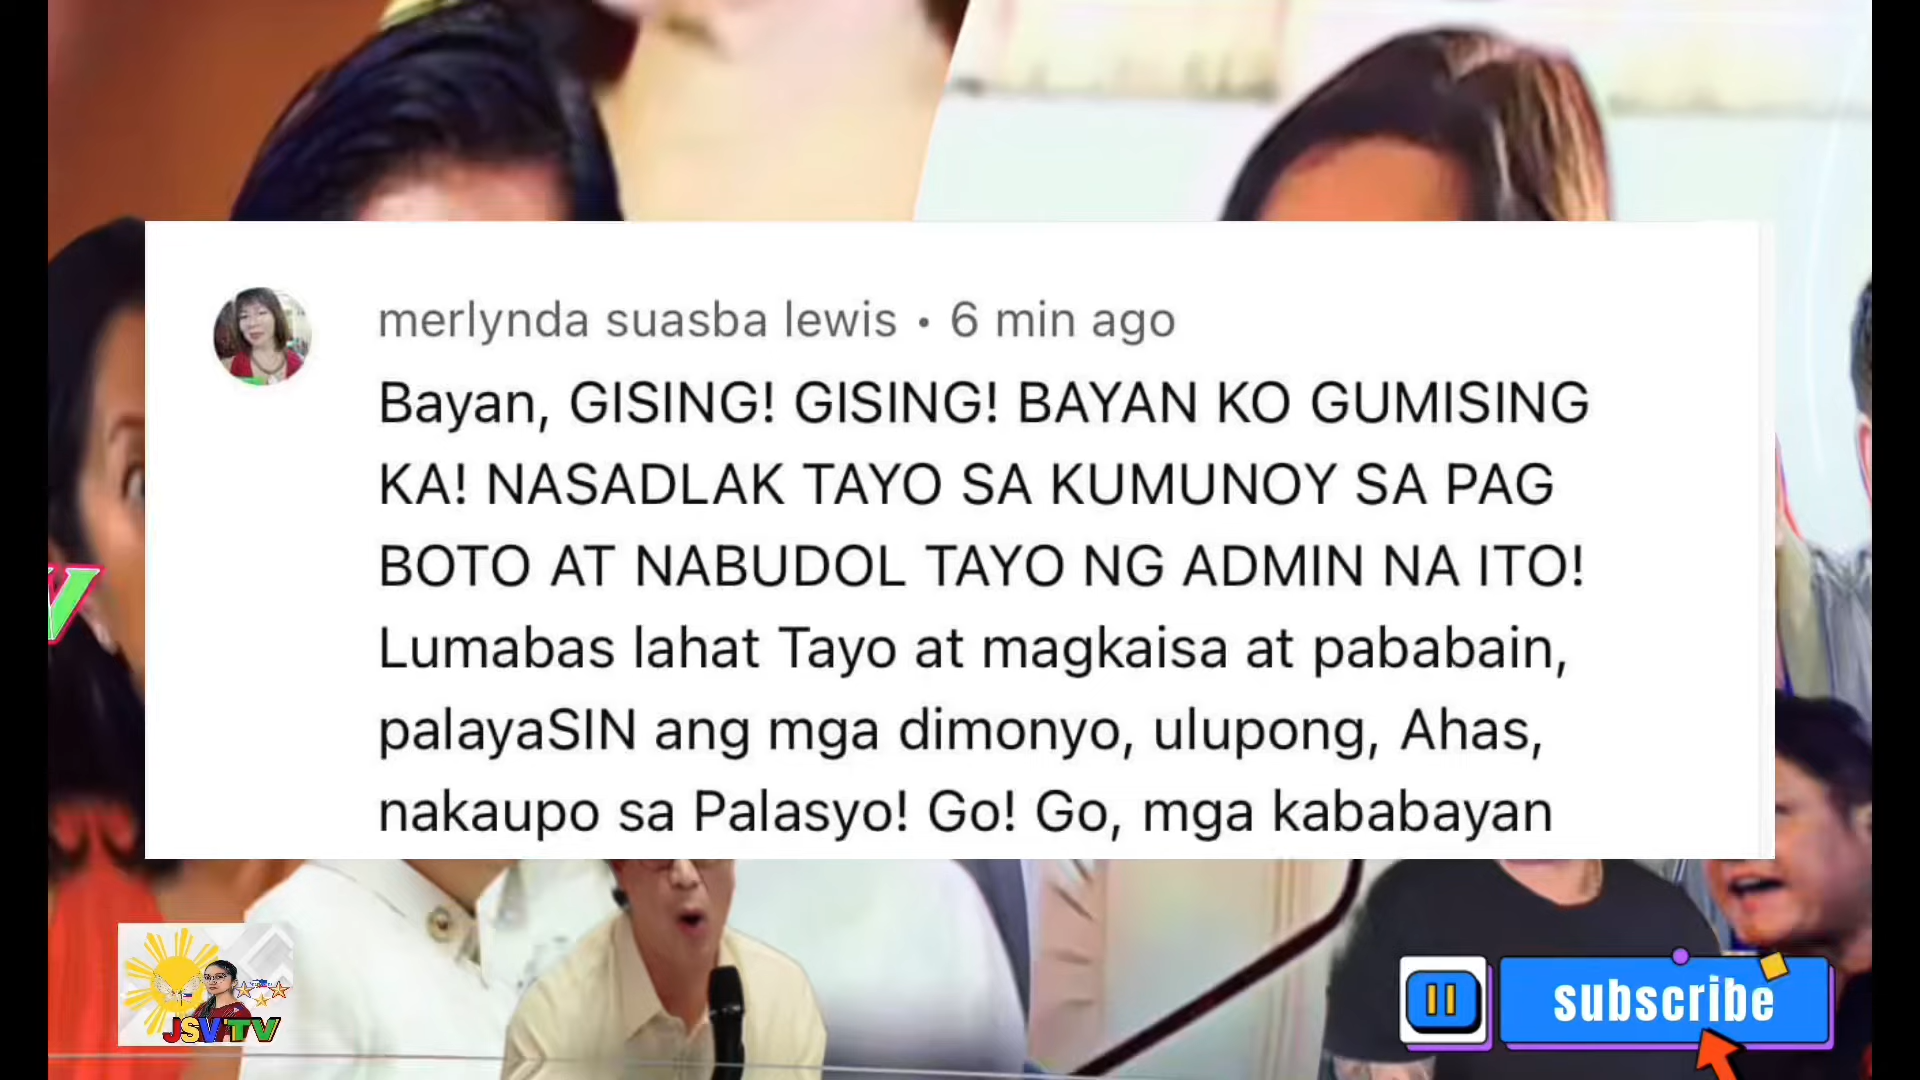 merlynda suasba lewis • 6 min ago
Bayan, GISING! GISING! BAYAN KO GUMISING
KA! NASADLAK TAYO SA KUMUNOY SA PAG
BOTO AT NABUDOL TAYO NG ADMIN NA ITO!
Lumabas lahat Tayo at magkaisa at pababain,
palayaSIN ang mga dimonyo, ulupong, Ahas,
nakaupo sa Palasyo! Go! Go, mga kababayan
V
JSV TV
subscribe